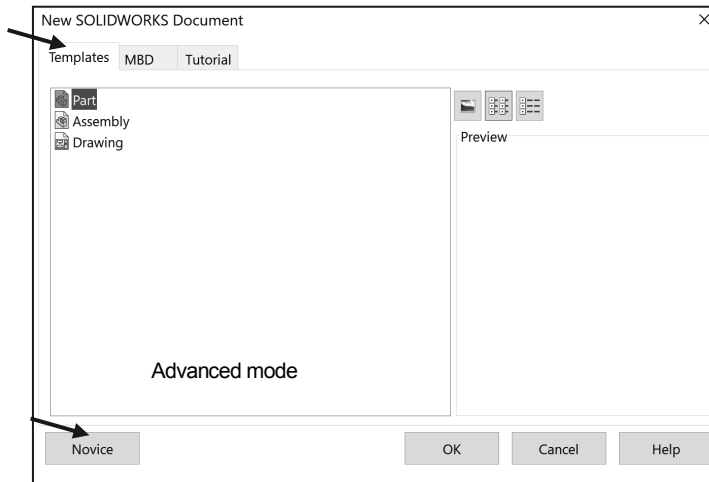 New SOLIDWORKS Document
Templates MBD Tutorial
Part
Assembly
Drawing
Preview
Advanced mode
Novice OK Cancel Help